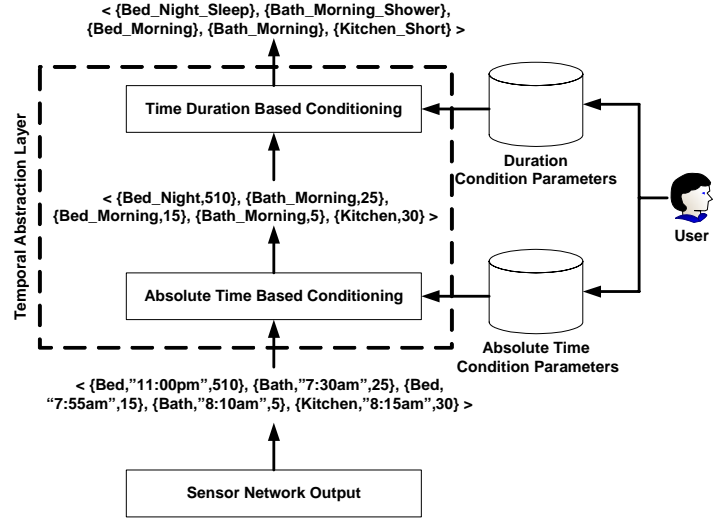 < {Bed_Night_Sleep}, {Bath_Morning_Shower},
{Bed_Morning}, {Bath_Morning}, {Kitchen_Short} >
Temporal Abstraction Layer
Time Duration Based Conditioning
Duration
Condition Parameters
< {Bed_Night,510}, {Bath_Morning,25},
{Bed_Morning,15}, {Bath_Morning,5}, {Kitchen,30} >
User
Absolute Time Based Conditioning
Absolute Time
Condition Parameters
< {Bed,”11:00pm”,510}, {Bath,”7:30am”,25}, {Bed,
“7:55am”,15}, {Bath,”8:10am”,5}, {Kitchen,”8:15am”,30} >
Sensor Network Output